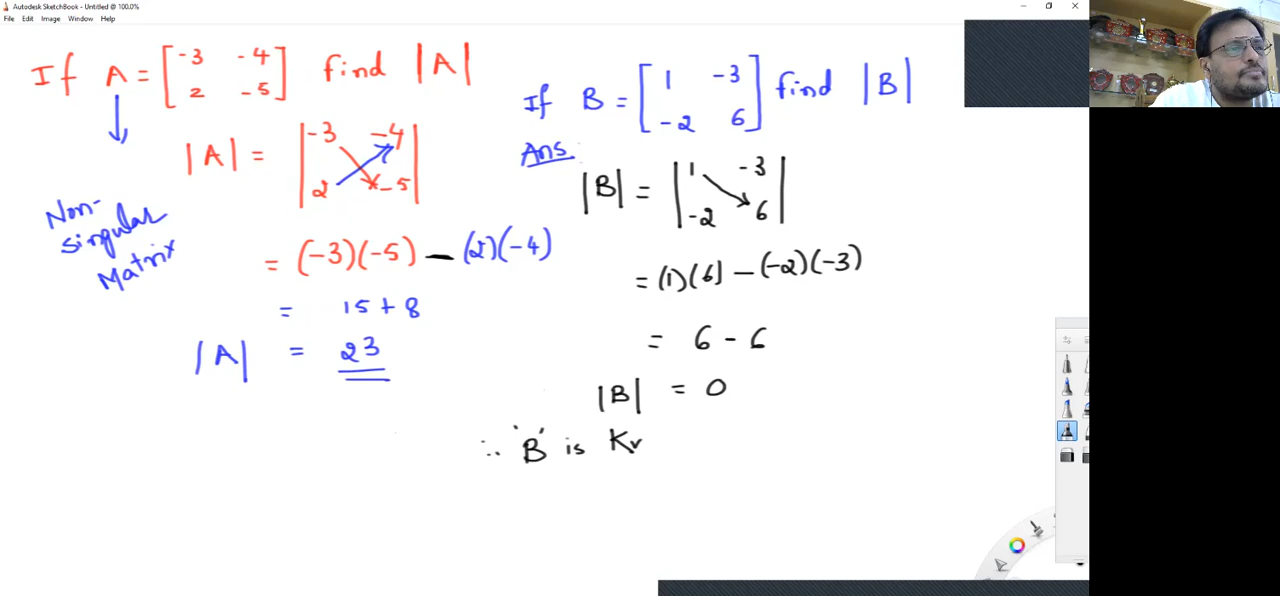 Autodesk SketchBook - Untitled @ 100.0%
File Edit Image Window Help
If A = [-3 -4
2 -5] find |A|
|A| = |-3 -4
2 -5|
Non-
singular
Matrix
= (-3)(-5) - (2)(-4)
= 15 + 8
|A| = 23
If B = [1 -3
-2 6] find |B|
Ans
|B| = |1 -3
-2 6|
= (1)(6) - (-2)(-3)
= 6 - 6
|B| = 0
∴ 'B' is Kr